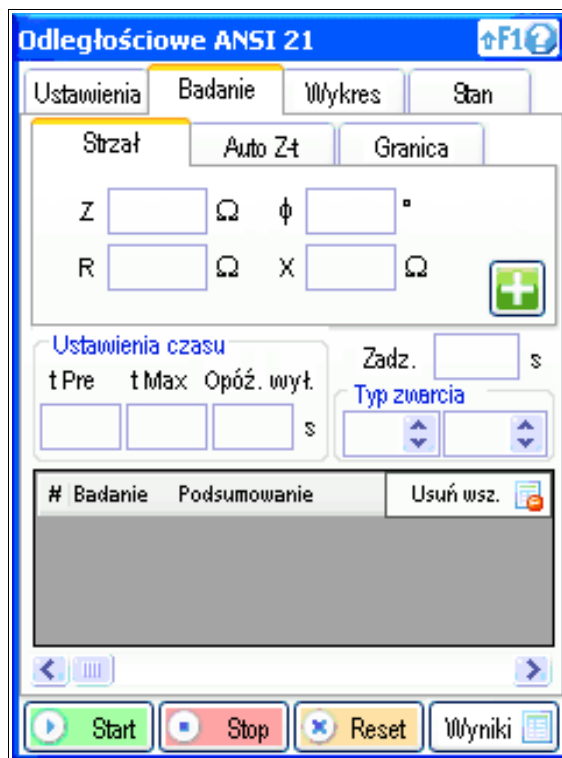 Odległościowe ANSI 21 F1
Ustawienia Badanie Wykres Stan
Strzał Auto Z-t Granica
Z Ω ϕ °
R Ω X Ω
Ustawienia czasu
Zadz. s
t Pre t Max Opóź. wył.
Typ zwarcia
s
# Badanie Podsumowanie Usuń wsz.
Start Stop Reset Wyniki